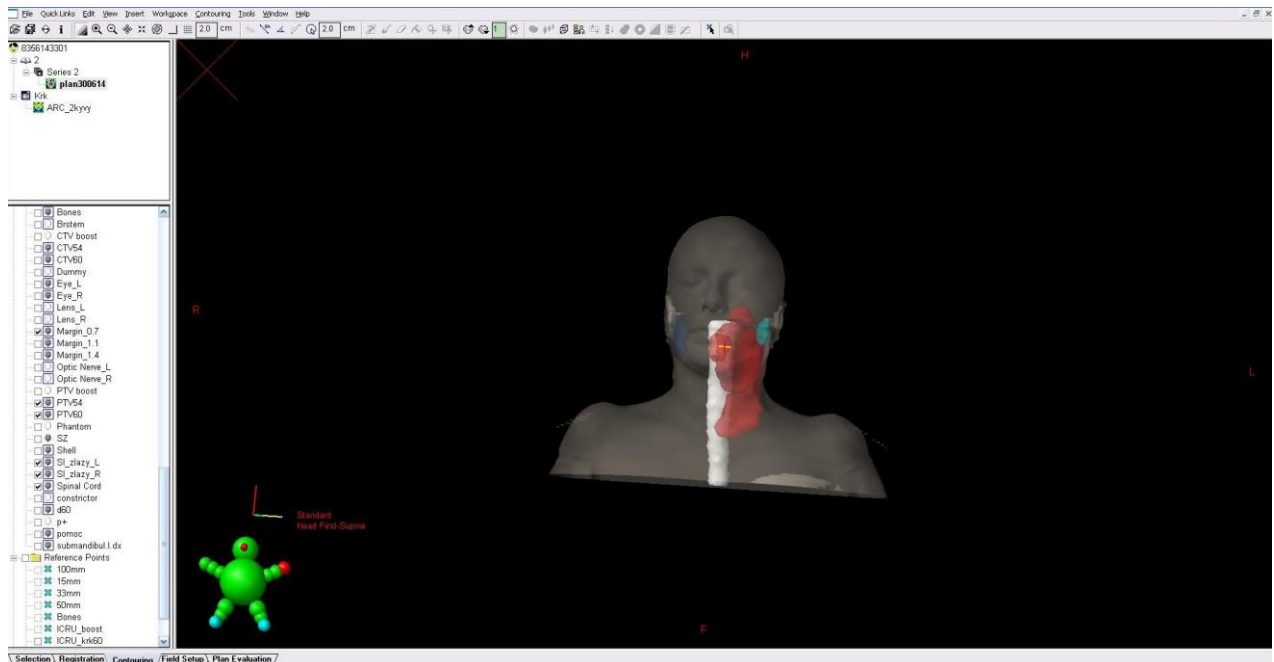 File Quick Links Edit View Insert Workspace Contouring Tools Window Help
2.0 cm 2.0 cm 1
8356143301
2
Series 2
plan300614
Krk
ARC_2kyvy
Bones
Brstem
CTV boost
CTV54
CTV60
Dummy
Eye_L
Eye_R
Lens_L
Lens_R
Margin_0.7
Margin_1.1
Margin_1.4
Optic Nerve_L
Optic Nerve_R
PTV boost
PTV54
PTV60
Phantom
SZ
Shell
Sl_zlazy_L
Sl_zlazy_R
Spinal Cord
constrictor
d60
p+
pomoc
submandibul.l.dx
Reference Points
100mm
15mm
33mm
50mm
Bones
ICRU_boost
ICRU_krk60
H
R
L
Standard
Head First-Supine
F
Selection Registration Contouring Field Setup Plan Evaluation